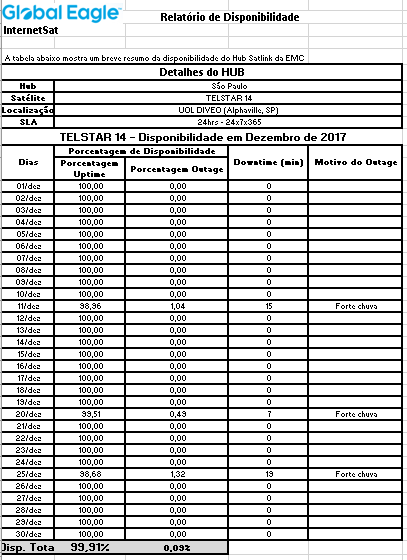 Global Eagle™
Relatório de Disponibilidade
InternetSat
A tabela abaixo mostra um breve resumo da disponibilidade do Hub Satlink da EMC
Detalhes do HUB
Hub São Paulo
Satélite TELSTAR 14
Localização UOL DIVEO (Alphaville, SP)
SLA 24hrs - 24x7x365
TELSTAR 14 - Disponibilidade em Dezembro de 2017
Dias Porcentagem de Disponibilidade Downtime (min) Motivo do Outage
Porcentagem Uptime Porcentagem Outage
01/dez 100,00 0,00 0
02/dez 100,00 0,00 0
03/dez 100,00 0,00 0
04/dez 100,00 0,00 0
05/dez 100,00 0,00 0
06/dez 100,00 0,00 0
07/dez 100,00 0,00 0
08/dez 100,00 0,00 0
09/dez 100,00 0,00 0
10/dez 100,00 0,00 0
11/dez 98,96 1,04 15 Forte chuva
12/dez 100,00 0,00 0
13/dez 100,00 0,00 0
14/dez 100,00 0,00 0
15/dez 100,00 0,00 0
16/dez 100,00 0,00 0
17/dez 100,00 0,00 0
18/dez 100,00 0,00 0
19/dez 100,00 0,00 0
20/dez 99,51 0,49 7 Forte chuva
21/dez 100,00 0,00 0
22/dez 100,00 0,00 0
23/dez 100,00 0,00 0
24/dez 100,00 0,00 0
25/dez 98,68 1,32 19 Forte chuva
26/dez 100,00 0,00 0
27/dez 100,00 0,00 0
28/dez 100,00 0,00 0
29/dez 100,00 0,00 0
30/dez 100,00 0,00 0
Disp. Tota 99,91% 0,09%